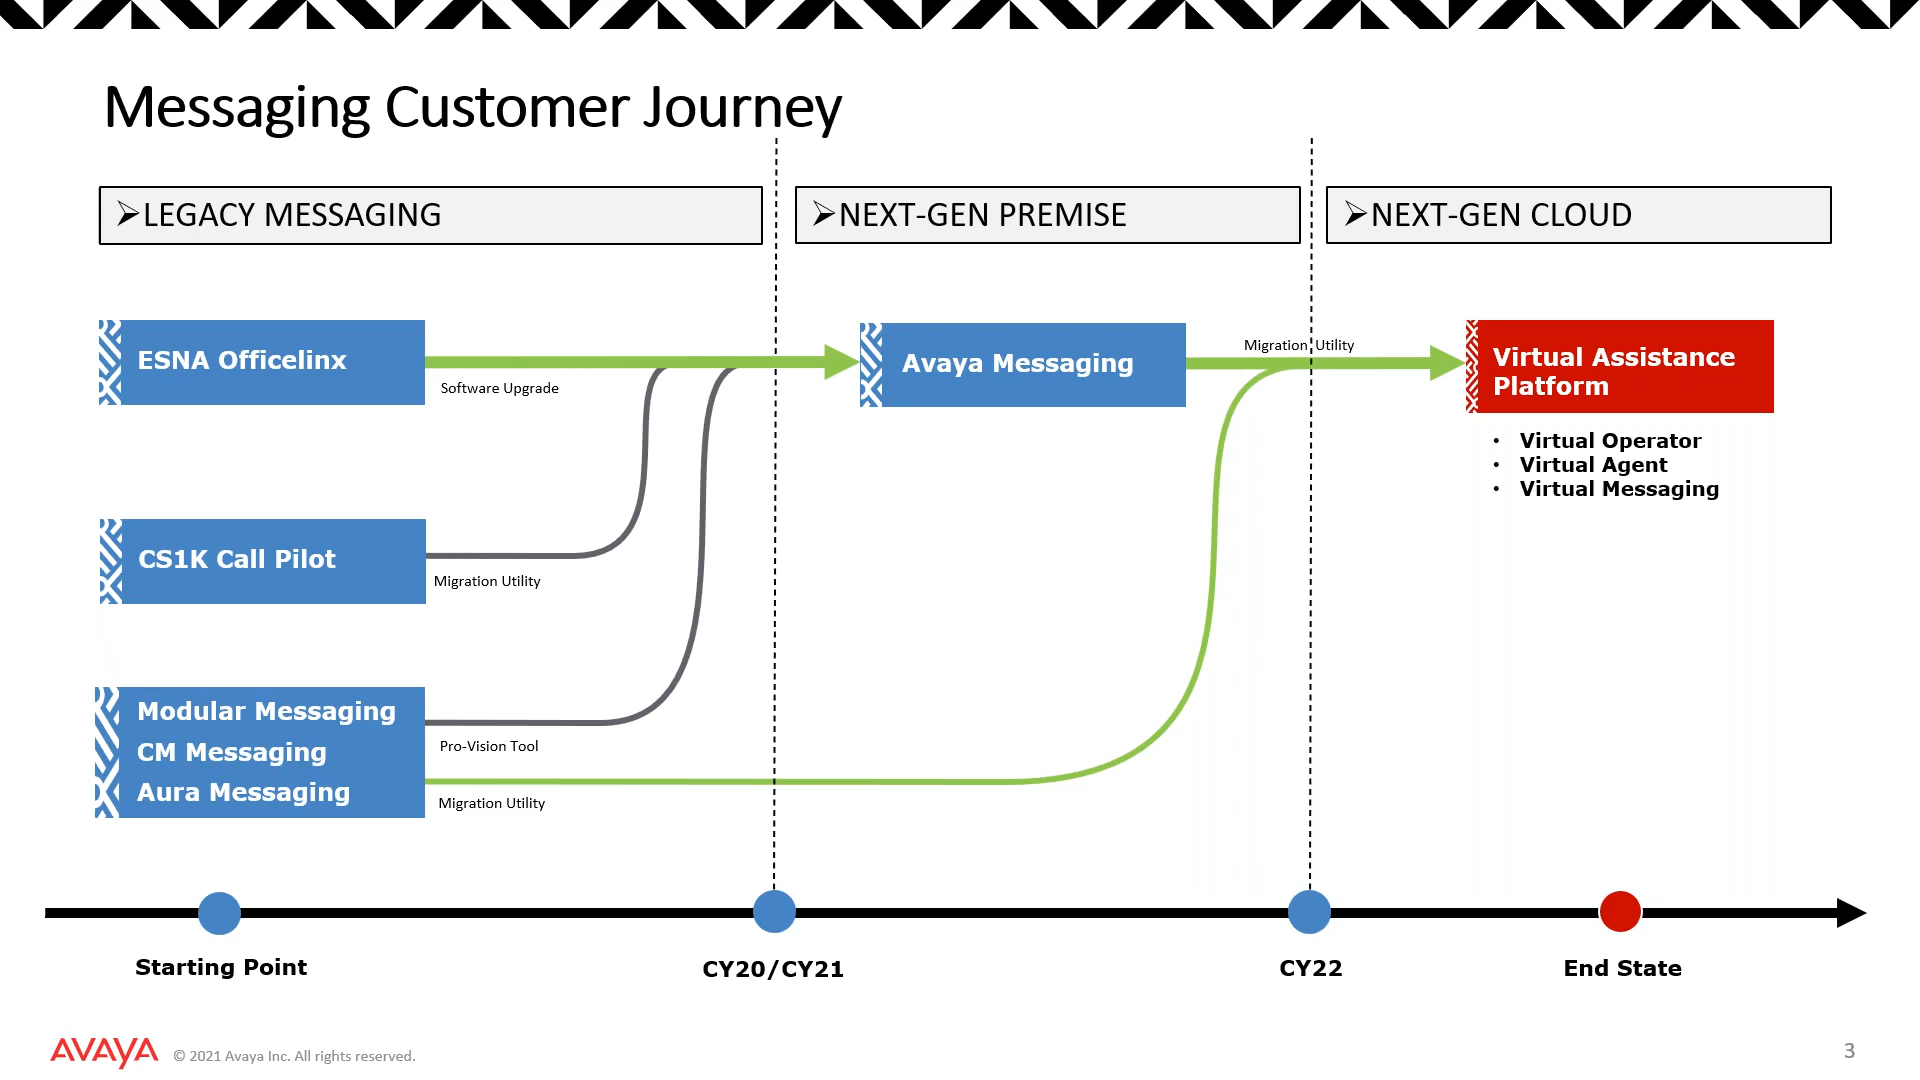 Messaging Customer Journey
➢LEGACY MESSAGING
➢NEXT-GEN PREMISE
➢NEXT-GEN CLOUD
ESNA Officelinx
Software Upgrade
Avaya Messaging
Migration Utility
Virtual Assistance
Platform
• Virtual Operator
• Virtual Agent
• Virtual Messaging
CS1K Call Pilot
Migration Utility
Modular Messaging
CM Messaging
Aura Messaging
Pro-Vision Tool
Migration Utility
Starting Point
CY20/CY21
CY22
End State
AVAYA
© 2021 Avaya Inc. All rights reserved.
3